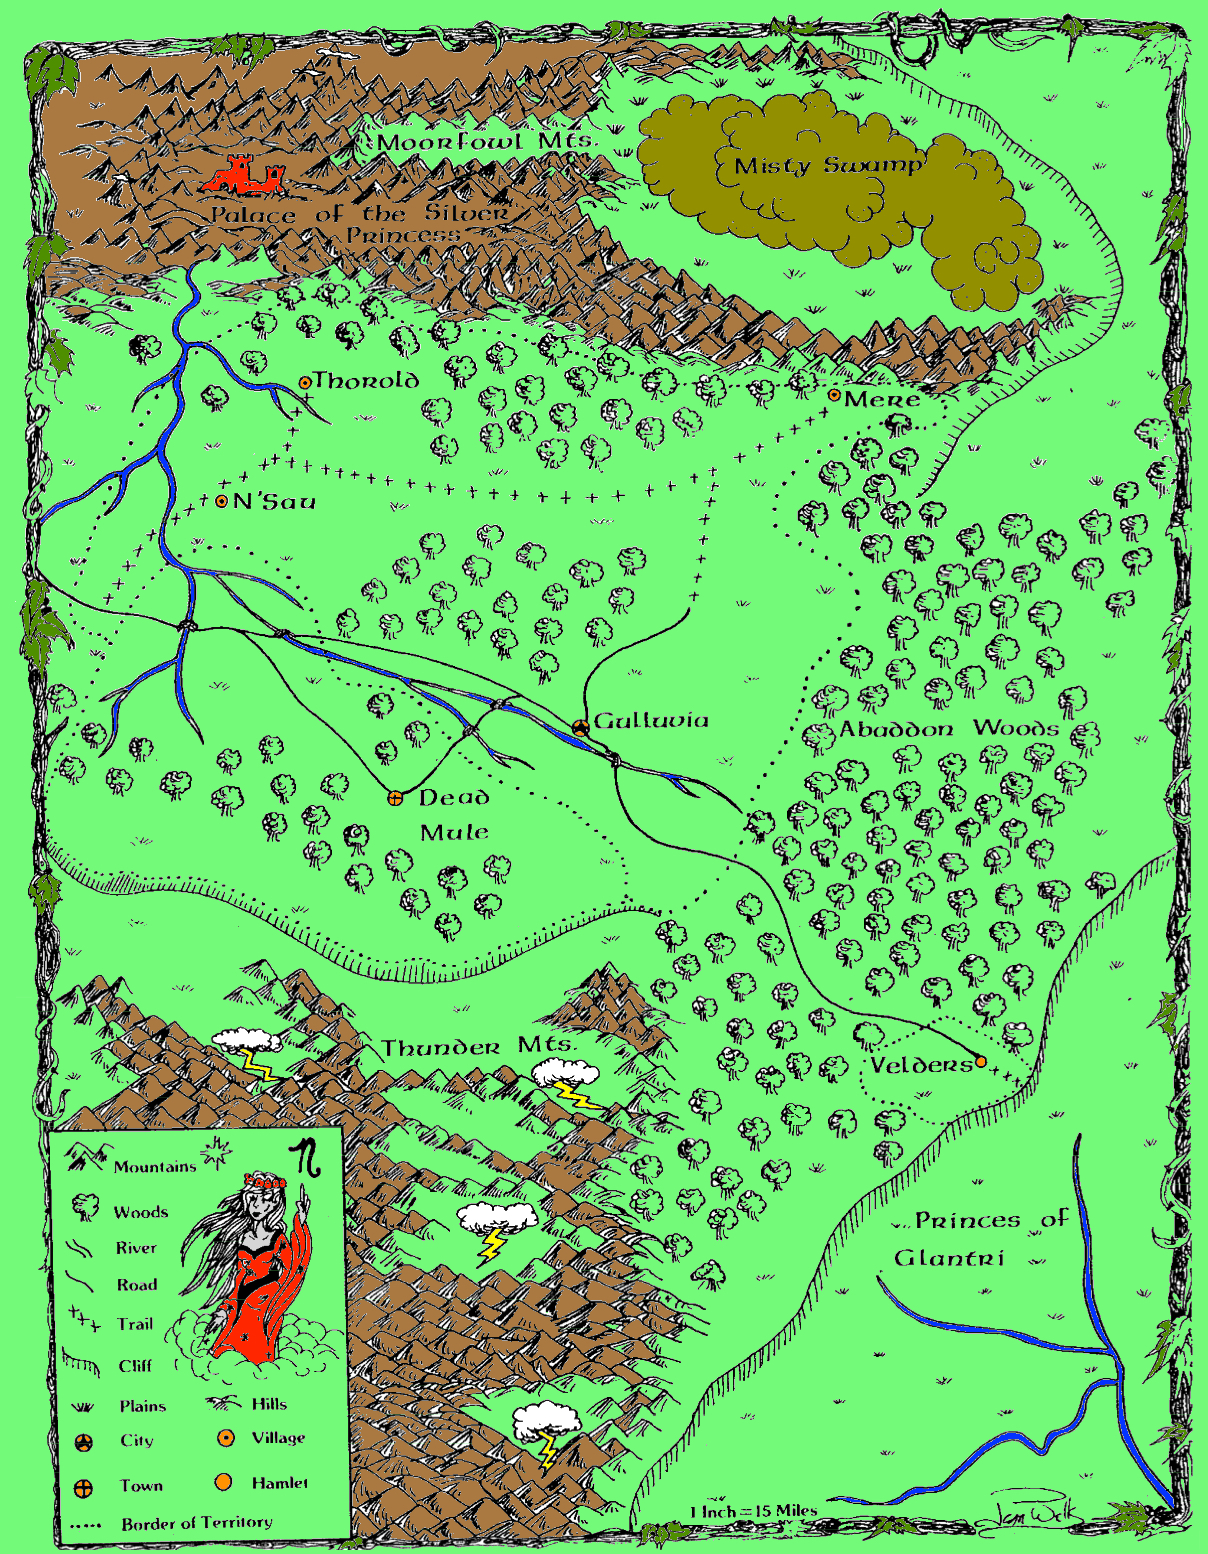 Moorfowl Mts.
Misty Swamp
Palace of the Silver
Princess
Thorold
Mere
N'Sau
Gulluvia
Abaddon Woods
Dead
Mule
Thunder Mts.
Velders
Mountains
Woods
River
Road
Trail
Cliff
Plains
Hills
City
Village
Town
Hamlet
Border of Territory
Princes of
Glantri
1 Inch = 15 Miles